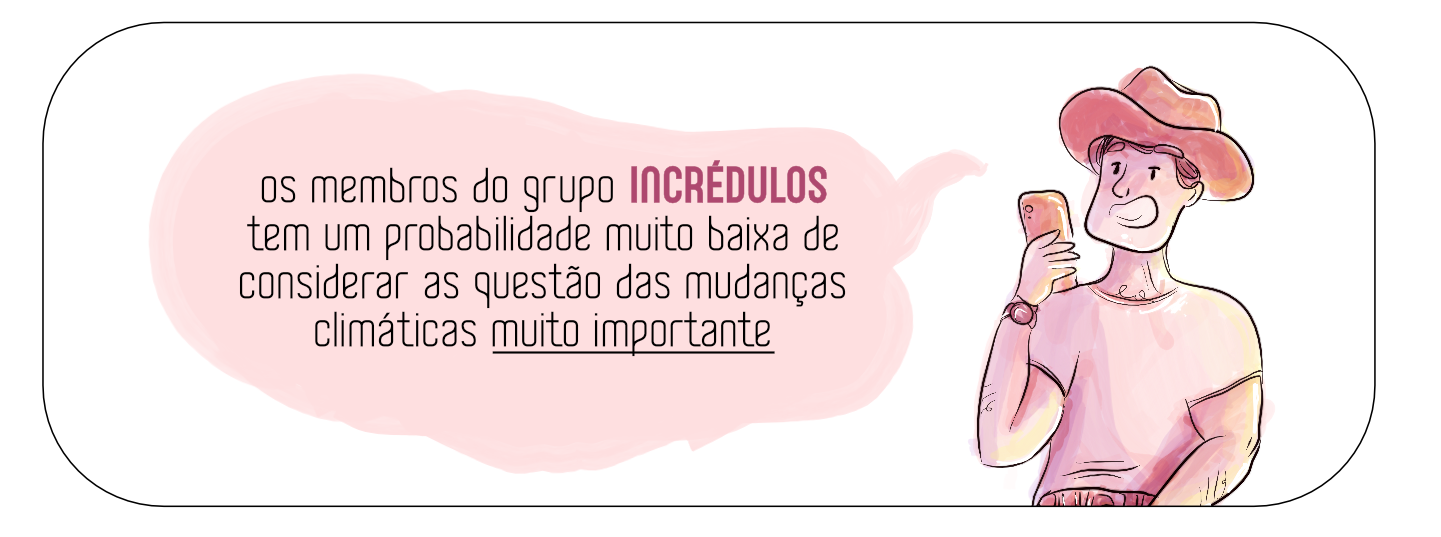 os membros do grupo INCRÉDULOS
tem um probabilidade muito baixa de
considerar as questão das mudanças
climáticas muito importante